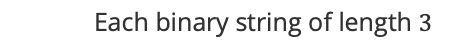 Each binary string of length 3